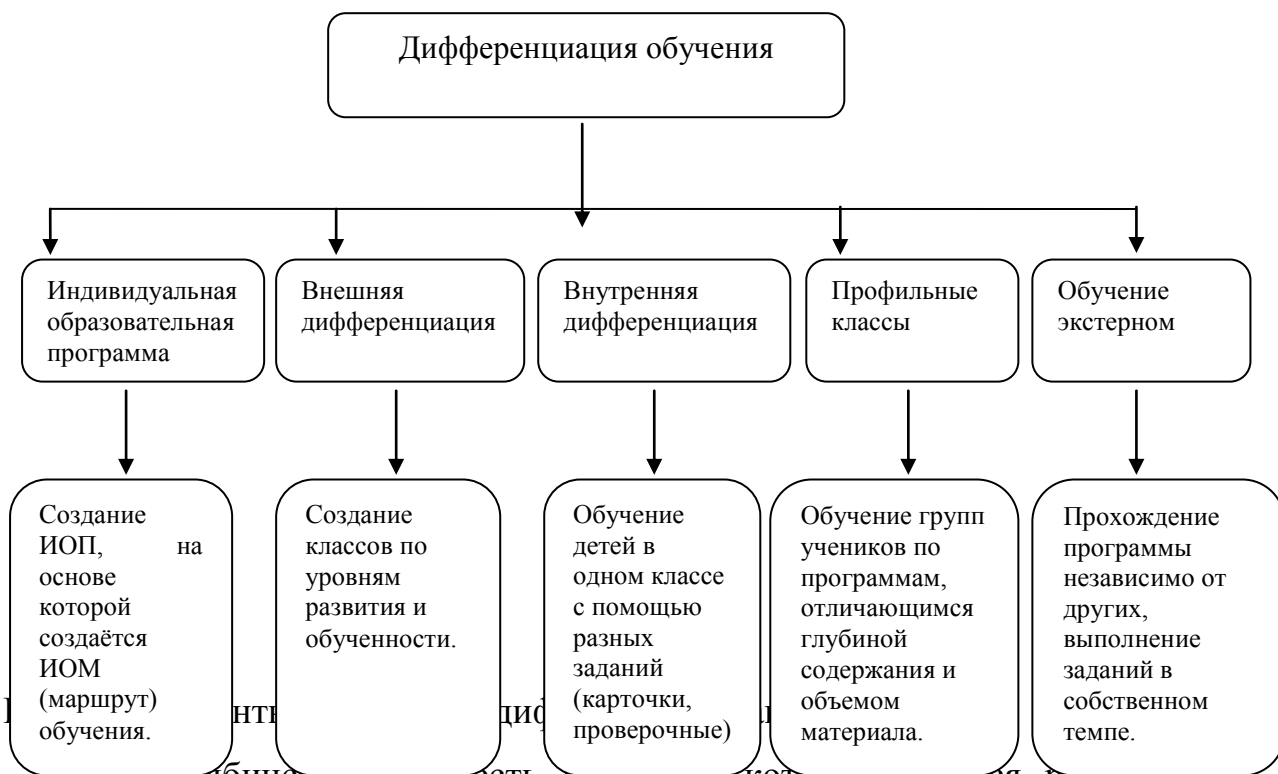 Дифференциация обучения
Индивидуальная
образовательная
программа
Внешняя
дифференциация
Внутренняя
дифференциация
Профильные
классы
Обучение
экстерном
Создание
ИОП, на
основе
которой
создаётся
ИОМ
(маршрут)
обучения.
Создание
классов по
уровням
развития и
обученности.
Обучение
детей в
одном классе
с помощью
разных
заданий
(карточки,
проверочные)
Обучение групп
учеников по
программам,
отличающимся
глубиной
содержания и
объемом
материала.
Прохождение
программы
независимо от
других,
выполнение
заданий в
собственном
темпе.